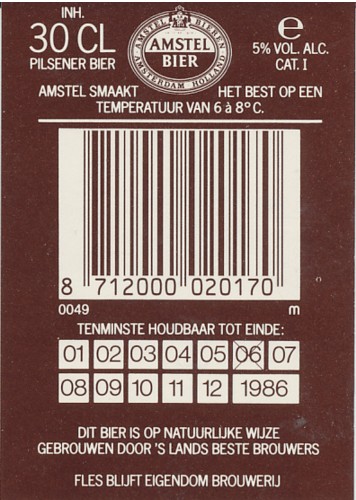 INH.
30 CL
PILSENER BIER
AMSTEL BIEREN
AMSTEL
BIER
AMSTERDAM HOLLAND
e
5% VOL. ALC.
CAT. I
AMSTEL SMAAKT HET BEST OP EEN
TEMPERATUUR VAN 6 à 8° C.
8 712000 020170
0049 m
TENMINSTE HOUDBAAR TOT EINDE:
01 02 03 04 05 06 07
08 09 10 11 12 1986
DIT BIER IS OP NATUURLIJKE WIJZE
GEBROUWEN DOOR 'S LANDS BESTE BROUWERS
FLES BLIJFT EIGENDOM BROUWERIJ